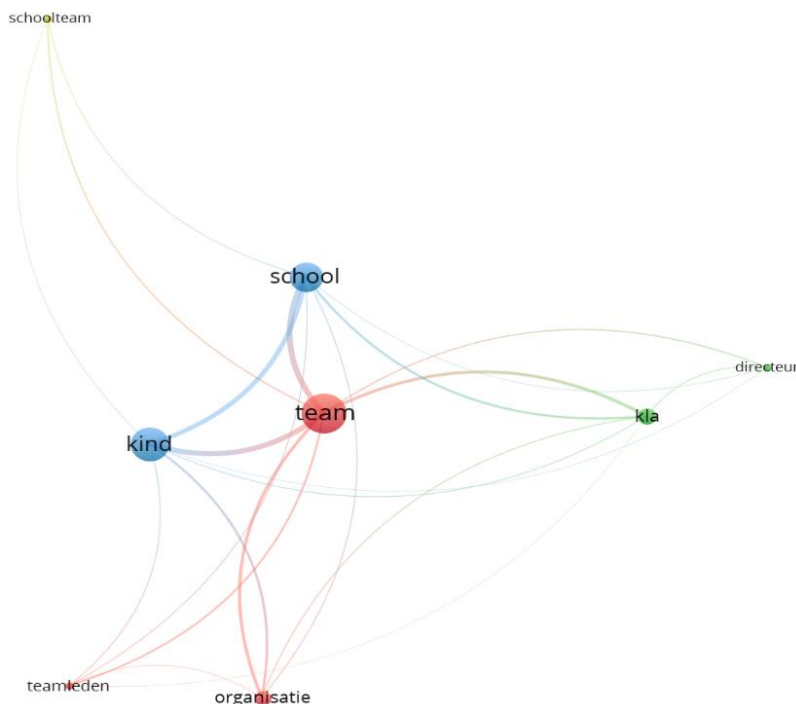 schoolteam
school
directeur
team
kla
kind
teamleden
organisatie